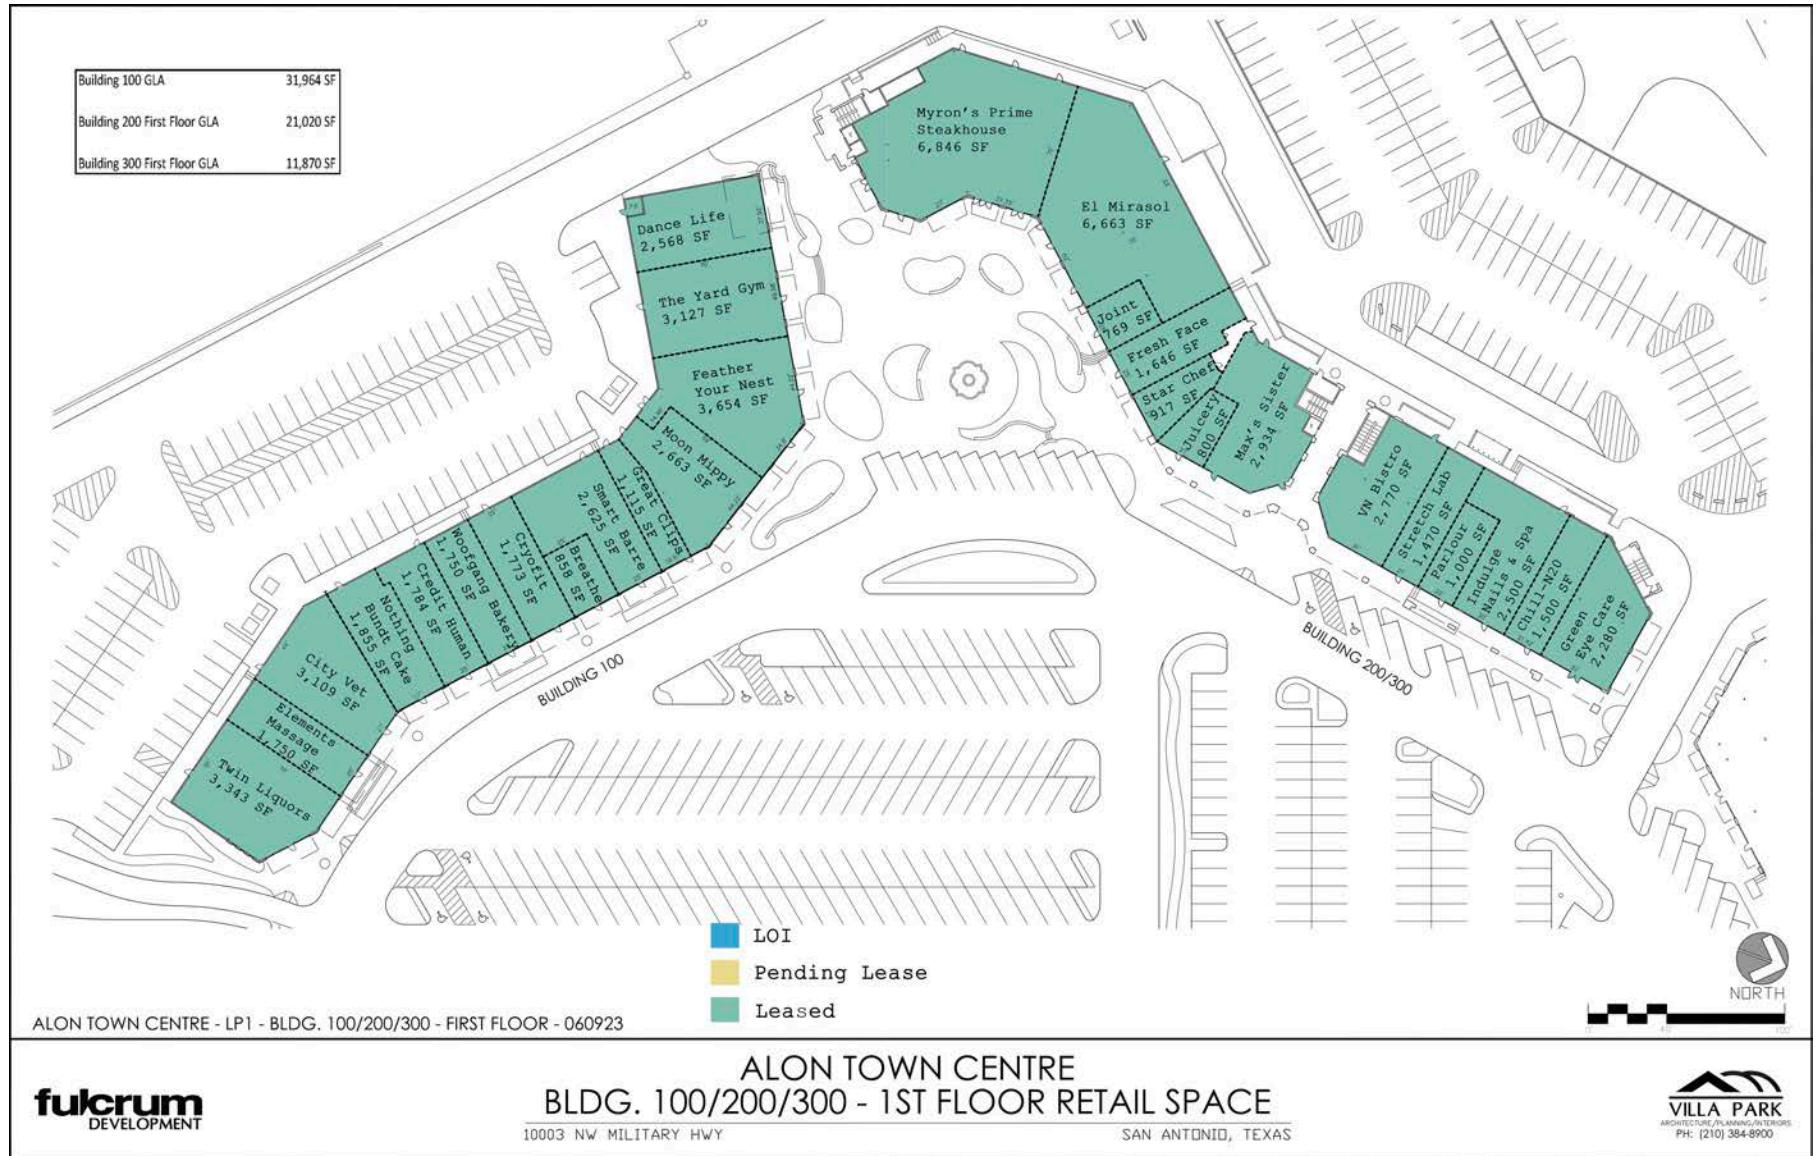 Building 100 GLA 31,964 SF
Building 200 First Floor GLA 21,020 SF
Building 300 First Floor GLA 11,870 SF
Myron's Prime
Steakhouse
6,846 SF
El Mirasol
6,663 SF
Joint
769 SF
Fresh Face
1,646 SF
Star Chef
917 SF
Juicery
800 SF
Max's Sister
2,934 SF
VN Bistro
2,770 SF
Stretch Lab
1,470 SF
Parlour
1,000 SF
Indulge
Nails & Spa
2,500 SF
Chill-N20
1,500 SF
Green
Eye Care
2,280 SF
Dance Life
2,568 SF
The Yard Gym
3,127 SF
Feather
Your Nest
3,654 SF
Moon Mippy
2,663 SF
Great Clips
1,115 SF
Smart Barre
2,625 SF
Breathe
858 SF
Cryofit
1,773 SF
Woofgang Bakery
1,750 SF
Credit Human
1,784 SF
Nothing
Bundt Cake
1,855 SF
City Vet
3,109 SF
Elements
Massage
1,750 SF
Twin Liquors
3,343 SF
BUILDING 100
BUILDING 200/300
LOI
Pending Lease
Leased
NORTH
ALON TOWN CENTRE - LP1 - BLDG. 100/200/300 - FIRST FLOOR - 060923
fulcrum
DEVELOPMENT
ALON TOWN CENTRE
BLDG. 100/200/300 - 1ST FLOOR RETAIL SPACE
10003 NW MILITARY HWY SAN ANTONIO, TEXAS
VILLA PARK
ARCHITECTURE/PLANNING/INTERIORS
PH: (210) 384-8900